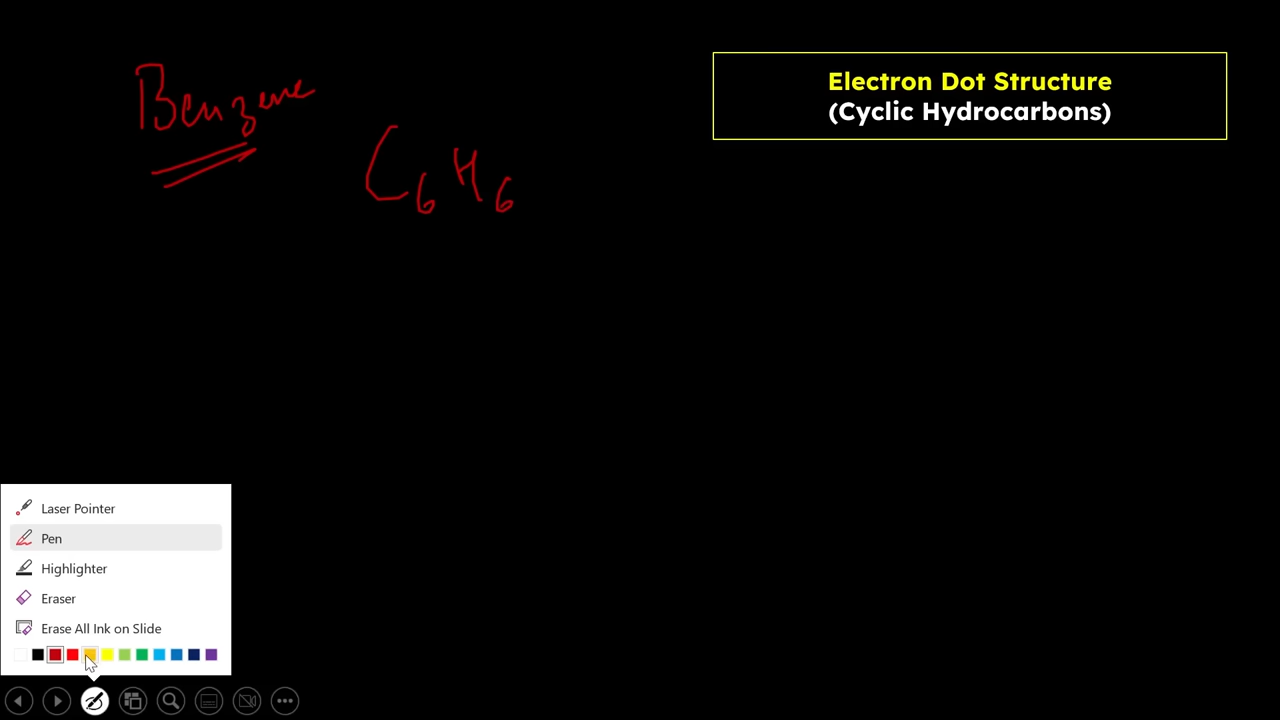 Benzene
C6H6
Electron Dot Structure
(Cyclic Hydrocarbons)
Laser Pointer
Pen
Highlighter
Eraser
Erase All Ink on Slide